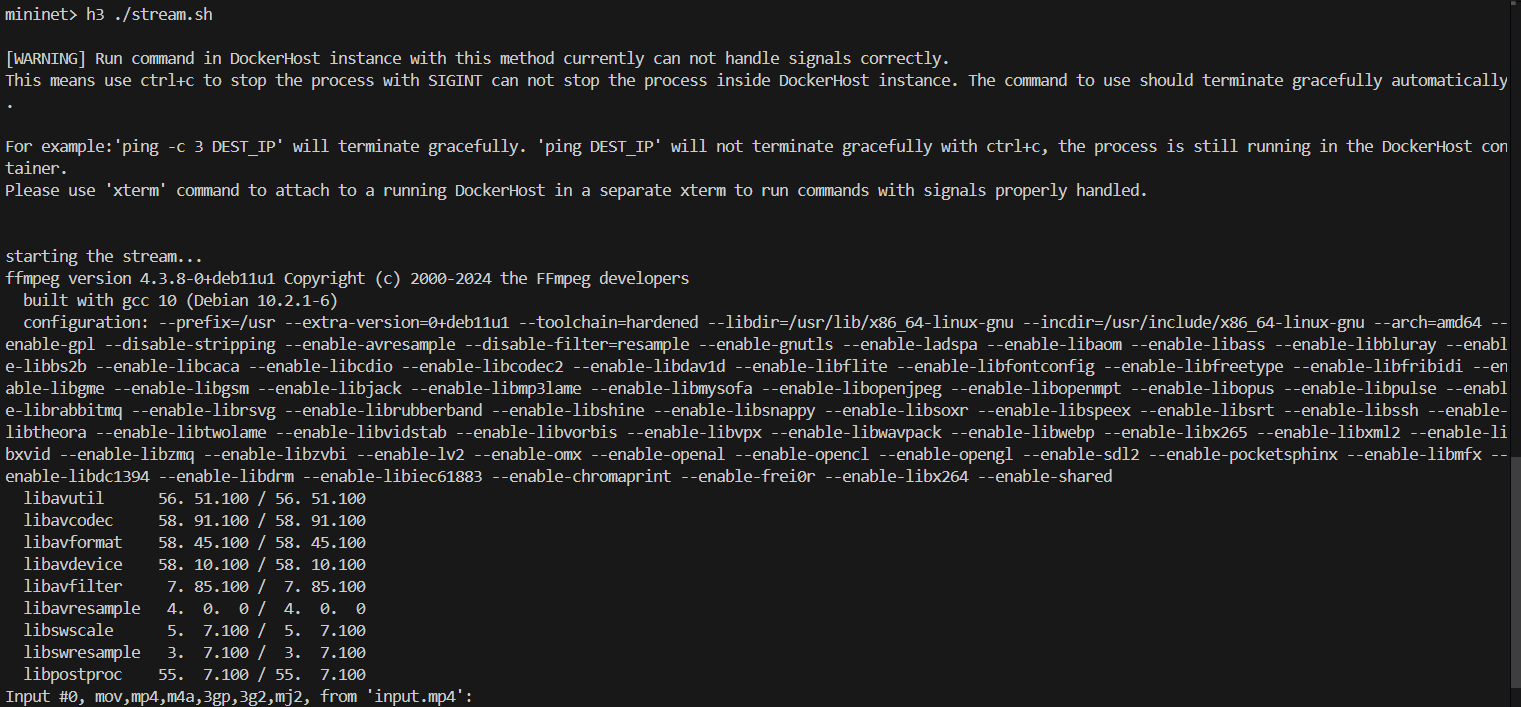 mininet> h3 ./stream.sh
[WARNING] Run command in DockerHost instance with this method currently can not handle signals correctly.
This means use ctrl+c to stop the process with SIGINT can not stop the process inside DockerHost instance. The command to use should terminate gracefully automatically
.
For example:'ping -c 3 DEST_IP' will terminate gracefully. 'ping DEST_IP' will not terminate gracefully with ctrl+c, the process is still running in the DockerHost con
tainer.
Please use 'xterm' command to attach to a running DockerHost in a separate xterm to run commands with signals properly handled.
starting the stream...
ffmpeg version 4.3.8-0+deb11u1 Copyright (c) 2000-2024 the FFmpeg developers
  built with gcc 10 (Debian 10.2.1-6)
  configuration: --prefix=/usr --extra-version=0+deb11u1 --toolchain=hardened --libdir=/usr/lib/x86_64-linux-gnu --incdir=/usr/include/x86_64-linux-gnu --arch=amd64 --
enable-gpl --disable-stripping --enable-avresample --disable-filter=resample --enable-gnutls --enable-ladspa --enable-libaom --enable-libass --enable-libbluray --enabl
e-libbs2b --enable-libcaca --enable-libcdio --enable-libcodec2 --enable-libdav1d --enable-libflite --enable-libfontconfig --enable-libfreetype --enable-libfribidi --en
able-libgme --enable-libgsm --enable-libjack --enable-libmp3lame --enable-libmysofa --enable-libopenjpeg --enable-libopenmpt --enable-libopus --enable-libpulse --enabl
e-librabbitmq --enable-librsvg --enable-librubberband --enable-libshine --enable-libsnappy --enable-libsoxr --enable-libspeex --enable-libsrt --enable-libssh --enable-
libtheora --enable-libtwolame --enable-libvidstab --enable-libvorbis --enable-libvpx --enable-libwavpack --enable-libwebp --enable-libx265 --enable-libxml2 --enable-li
bxvid --enable-libzmq --enable-libzvbi --enable-lv2 --enable-omx --enable-openal --enable-opencl --enable-opengl --enable-sdl2 --enable-pocketsphinx --enable-libmfx --
enable-libdc1394 --enable-libdrm --enable-libiec61883 --enable-chromaprint --enable-frei0r --enable-libx264 --enable-shared
  libavutil      56. 51.100 / 56. 51.100
  libavcodec     58. 91.100 / 58. 91.100
  libavformat    58. 45.100 / 58. 45.100
  libavdevice    58. 10.100 / 58. 10.100
  libavfilter     7. 85.100 /  7. 85.100
  libavresample   4.  0.  0 /  4.  0.  0
  libswscale      5.  7.100 /  5.  7.100
  libswresample   3.  7.100 /  3.  7.100
  libpostproc    55.  7.100 / 55.  7.100
Input #0, mov,mp4,m4a,3gp,3g2,mj2, from 'input.mp4':